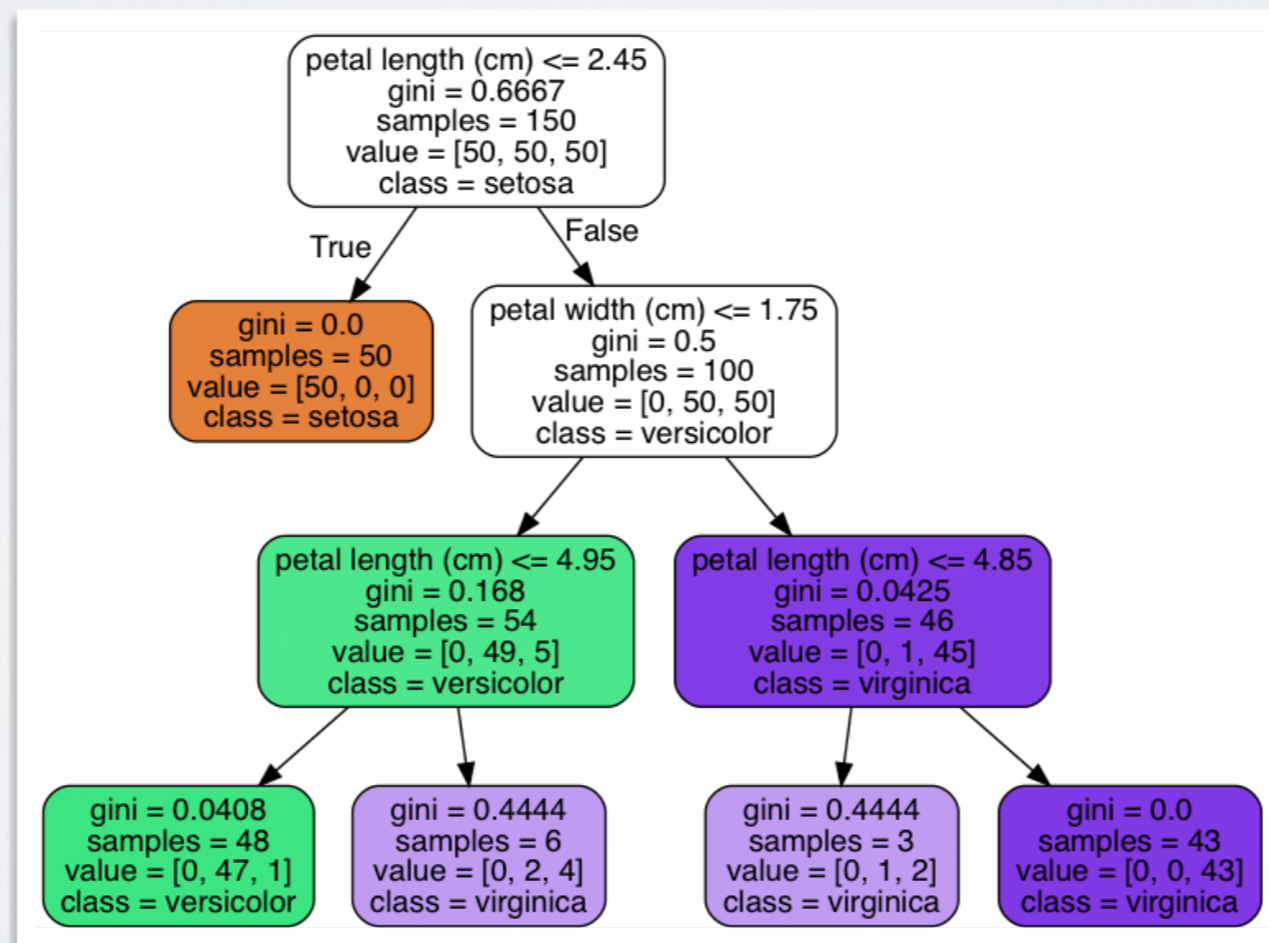 petal length (cm) <= 2.45
gini = 0.6667
samples = 150
value = [50, 50, 50]
class = setosa
True
False
gini = 0.0
samples = 50
value = [50, 0, 0]
class = setosa
petal width (cm) <= 1.75
gini = 0.5
samples = 100
value = [0, 50, 50]
class = versicolor
petal length (cm) <= 4.95
gini = 0.168
samples = 54
value = [0, 49, 5]
class = versicolor
petal length (cm) <= 4.85
gini = 0.0425
samples = 46
value = [0, 1, 45]
class = virginica
gini = 0.0408
samples = 48
value = [0, 47, 1]
class = versicolor
gini = 0.4444
samples = 6
value = [0, 2, 4]
class = virginica
gini = 0.4444
samples = 3
value = [0, 1, 2]
class = virginica
gini = 0.0
samples = 43
value = [0, 0, 43]
class = virginica